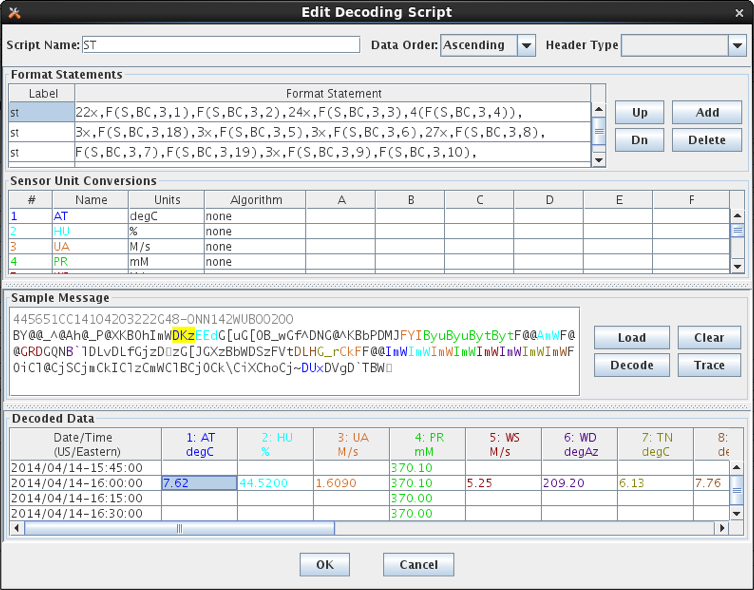 Edit Decoding Script
Script Name: ST Data Order: Ascending Header Type
Format Statements
Label Format Statement
st 22x,F(S,BC,3,1),F(S,BC,3,2),24x,F(S,BC,3,3),4(F(S,BC,3,4)),
st 3x,F(S,BC,3,18),3x,F(S,BC,3,5),3x,F(S,BC,3,6),27x,F(S,BC,3,8),
st F(S,BC,3,7),F(S,BC,3,19),3x,F(S,BC,3,9),F(S,BC,3,10),
Up Add
Dn Delete
Sensor Unit Conversions
# Name Units Algorithm A B C D E F
1 AT degC none
2 HU % none
3 UA M/s none
4 PR mM none
Sample Message
445651CC14104203222G48-0NN142WUB00200
BY@@_^@Ah@_P@XKBOhImWDKzEEdG[uG[OB_wGf^DNG@^KBbPDMJFYIByuByuBytBytF@@AmWF@
@GRDGQNB`lDLvDLfGjzD□zG[JGXzBbWDSzFVtDLHG_rCkFF@@ImWImWImWImWImWImWImWImWF
OiCl@CjSCjmCkIClzCmWClBCjOCk\CiXChoCj~DUxDVgD`TBW□
Load Clear
Decode Trace
Decoded Data
Date/Time 1: AT 2: HU 3: UA 4: PR 5: WS 6: WD 7: TN 8:
(US/Eastern) degC % M/s mM M/s degAz degC de
2014/04/14-15:45:00 370.10
2014/04/14-16:00:00 7.62 44.5200 1.6090 370.10 5.25 209.20 6.13 7.76
2014/04/14-16:15:00 370.00
2014/04/14-16:30:00 370.00
OK Cancel